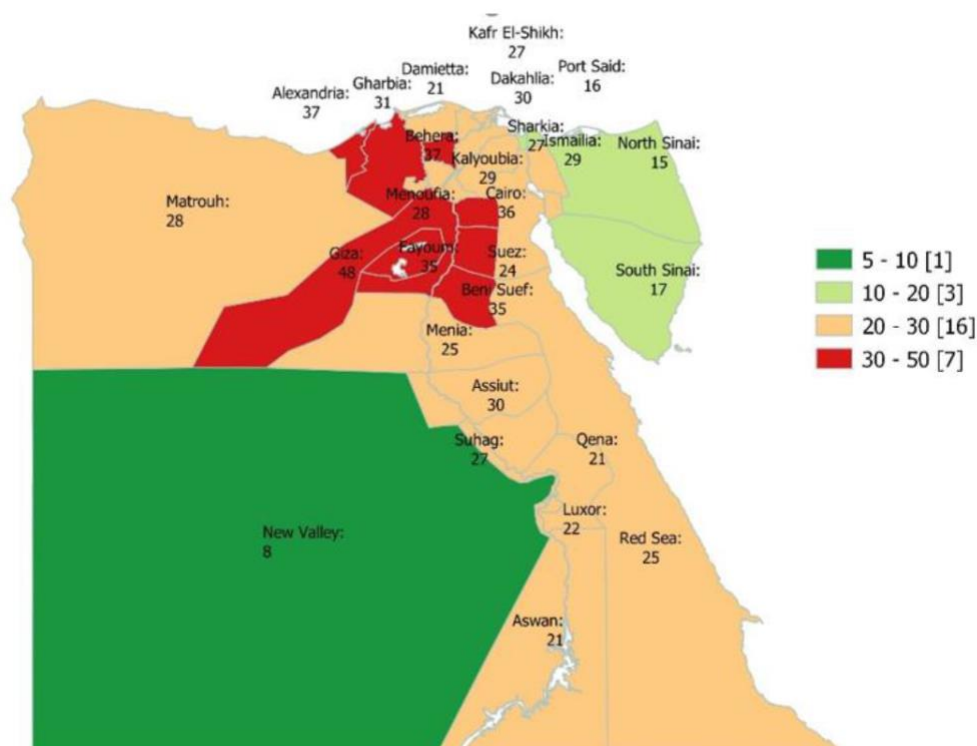 Kafr El-Shikh:
27
Port Said:
16
Damietta:
21
Dakahlia:
30
Gharbia:
31
Alexandria:
37
Sharkia:
27
Ismailia:
29
North Sinai:
15
Behera:
37
Kalyoubia:
29
Matrouh:
28
Menoufia:
28
Cairo:
36
Giza:
48
Fayoum:
35
Suez:
24
South Sinai:
17
Beni Suef:
35
Menia:
25
Assiut:
30
Suhag:
27
Qena:
21
Luxor:
22
New Valley:
8
Red Sea:
25
Aswan:
21
5 - 10 [1]
10 - 20 [3]
20 - 30 [16]
30 - 50 [7]